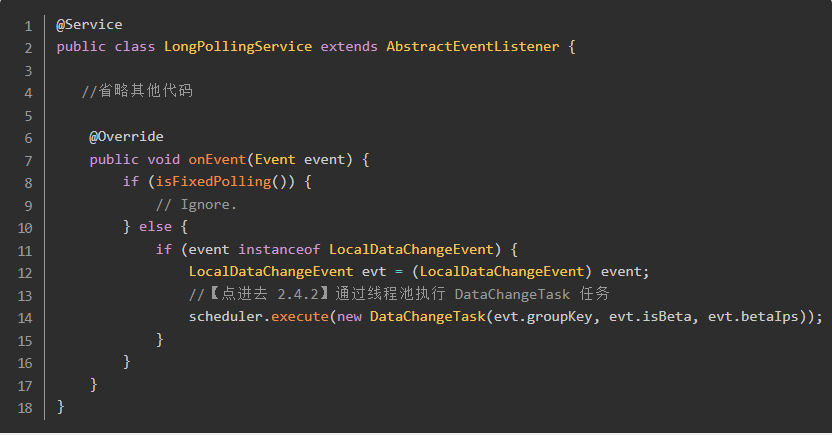 1 @Service
2 public class LongPollingService extends AbstractEventListener {
3
4 //省略其他代码
5
6 @Override
7 public void onEvent(Event event) {
8 if (isFixedPolling()) {
9 // Ignore.
10 } else {
11 if (event instanceof LocalDataChangeEvent) {
12 LocalDataChangeEvent evt = (LocalDataChangeEvent) event;
13 //【点进去 2.4.2】通过线程池执行 DataChangeTask 任务
14 scheduler.execute(new DataChangeTask(evt.groupKey, evt.isBeta, evt.betaIps));
15 }
16 }
17 }
18 }